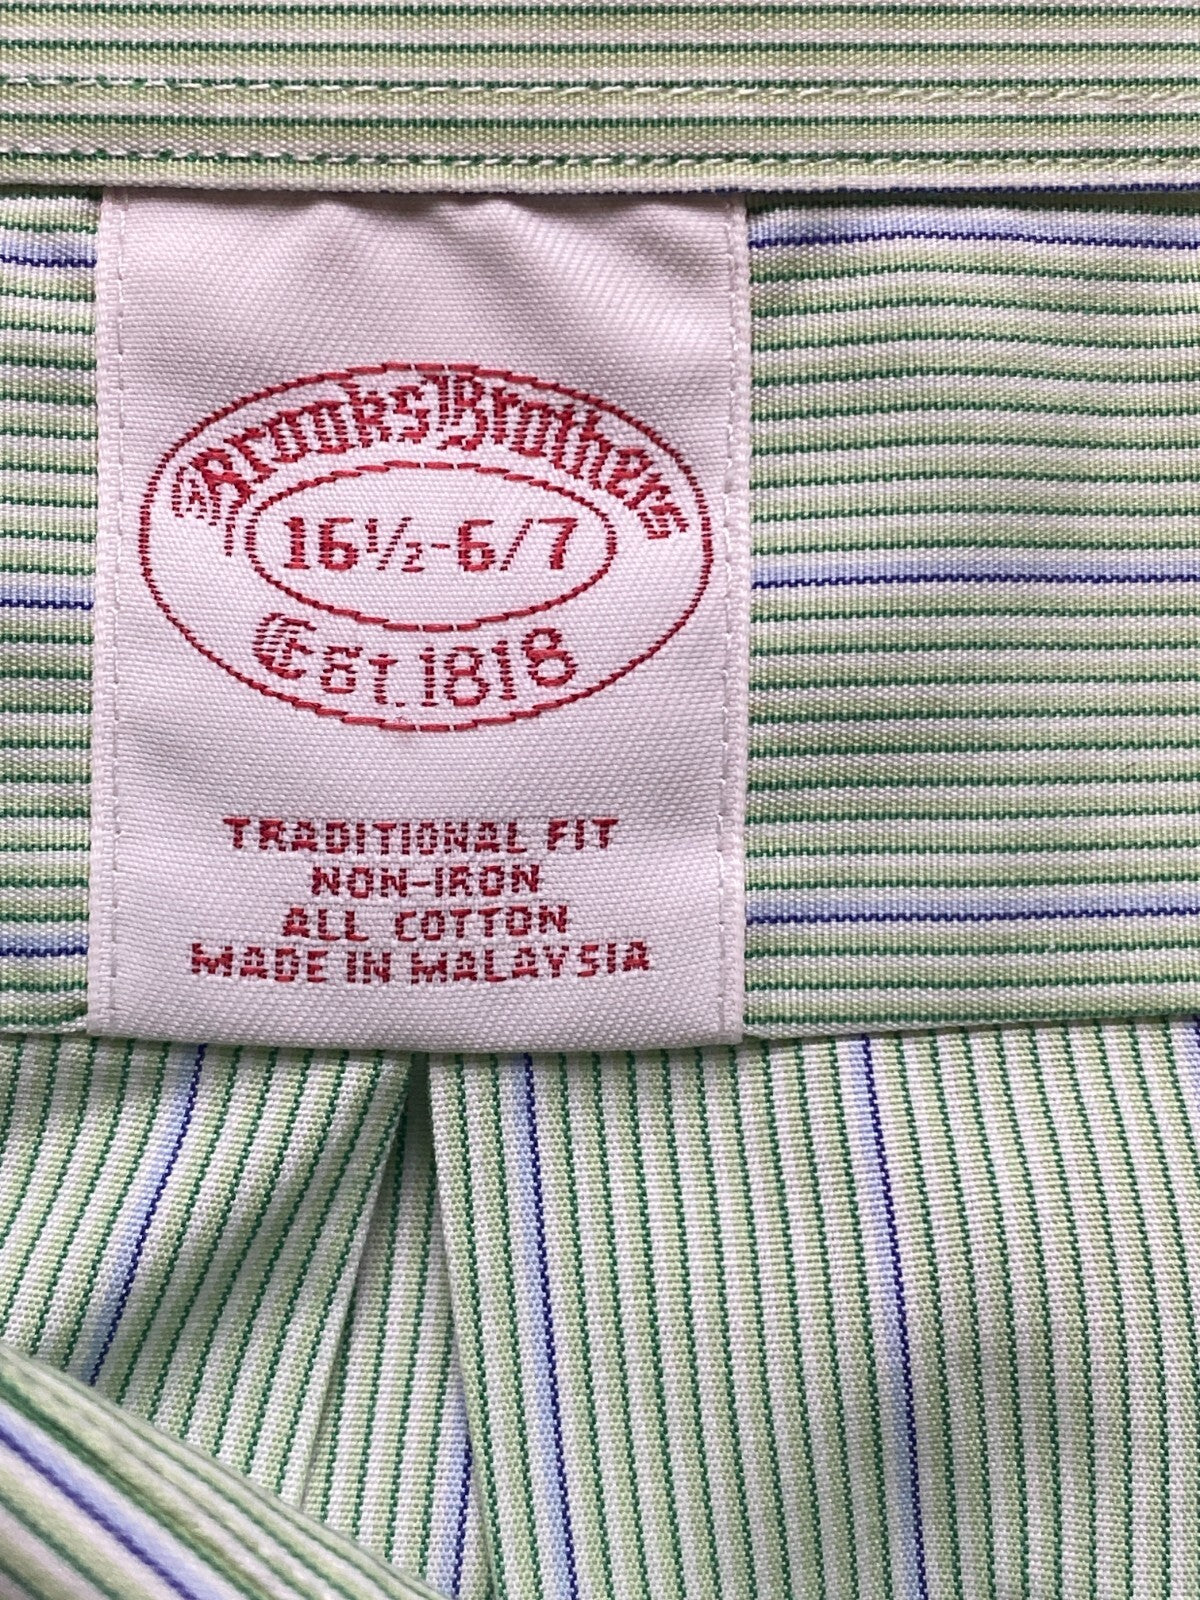 Brooks Brothers
16½-6/7
Est. 1818
TRADITIONAL FIT
NON-IRON
ALL COTTON
MADE IN MALAYSIA